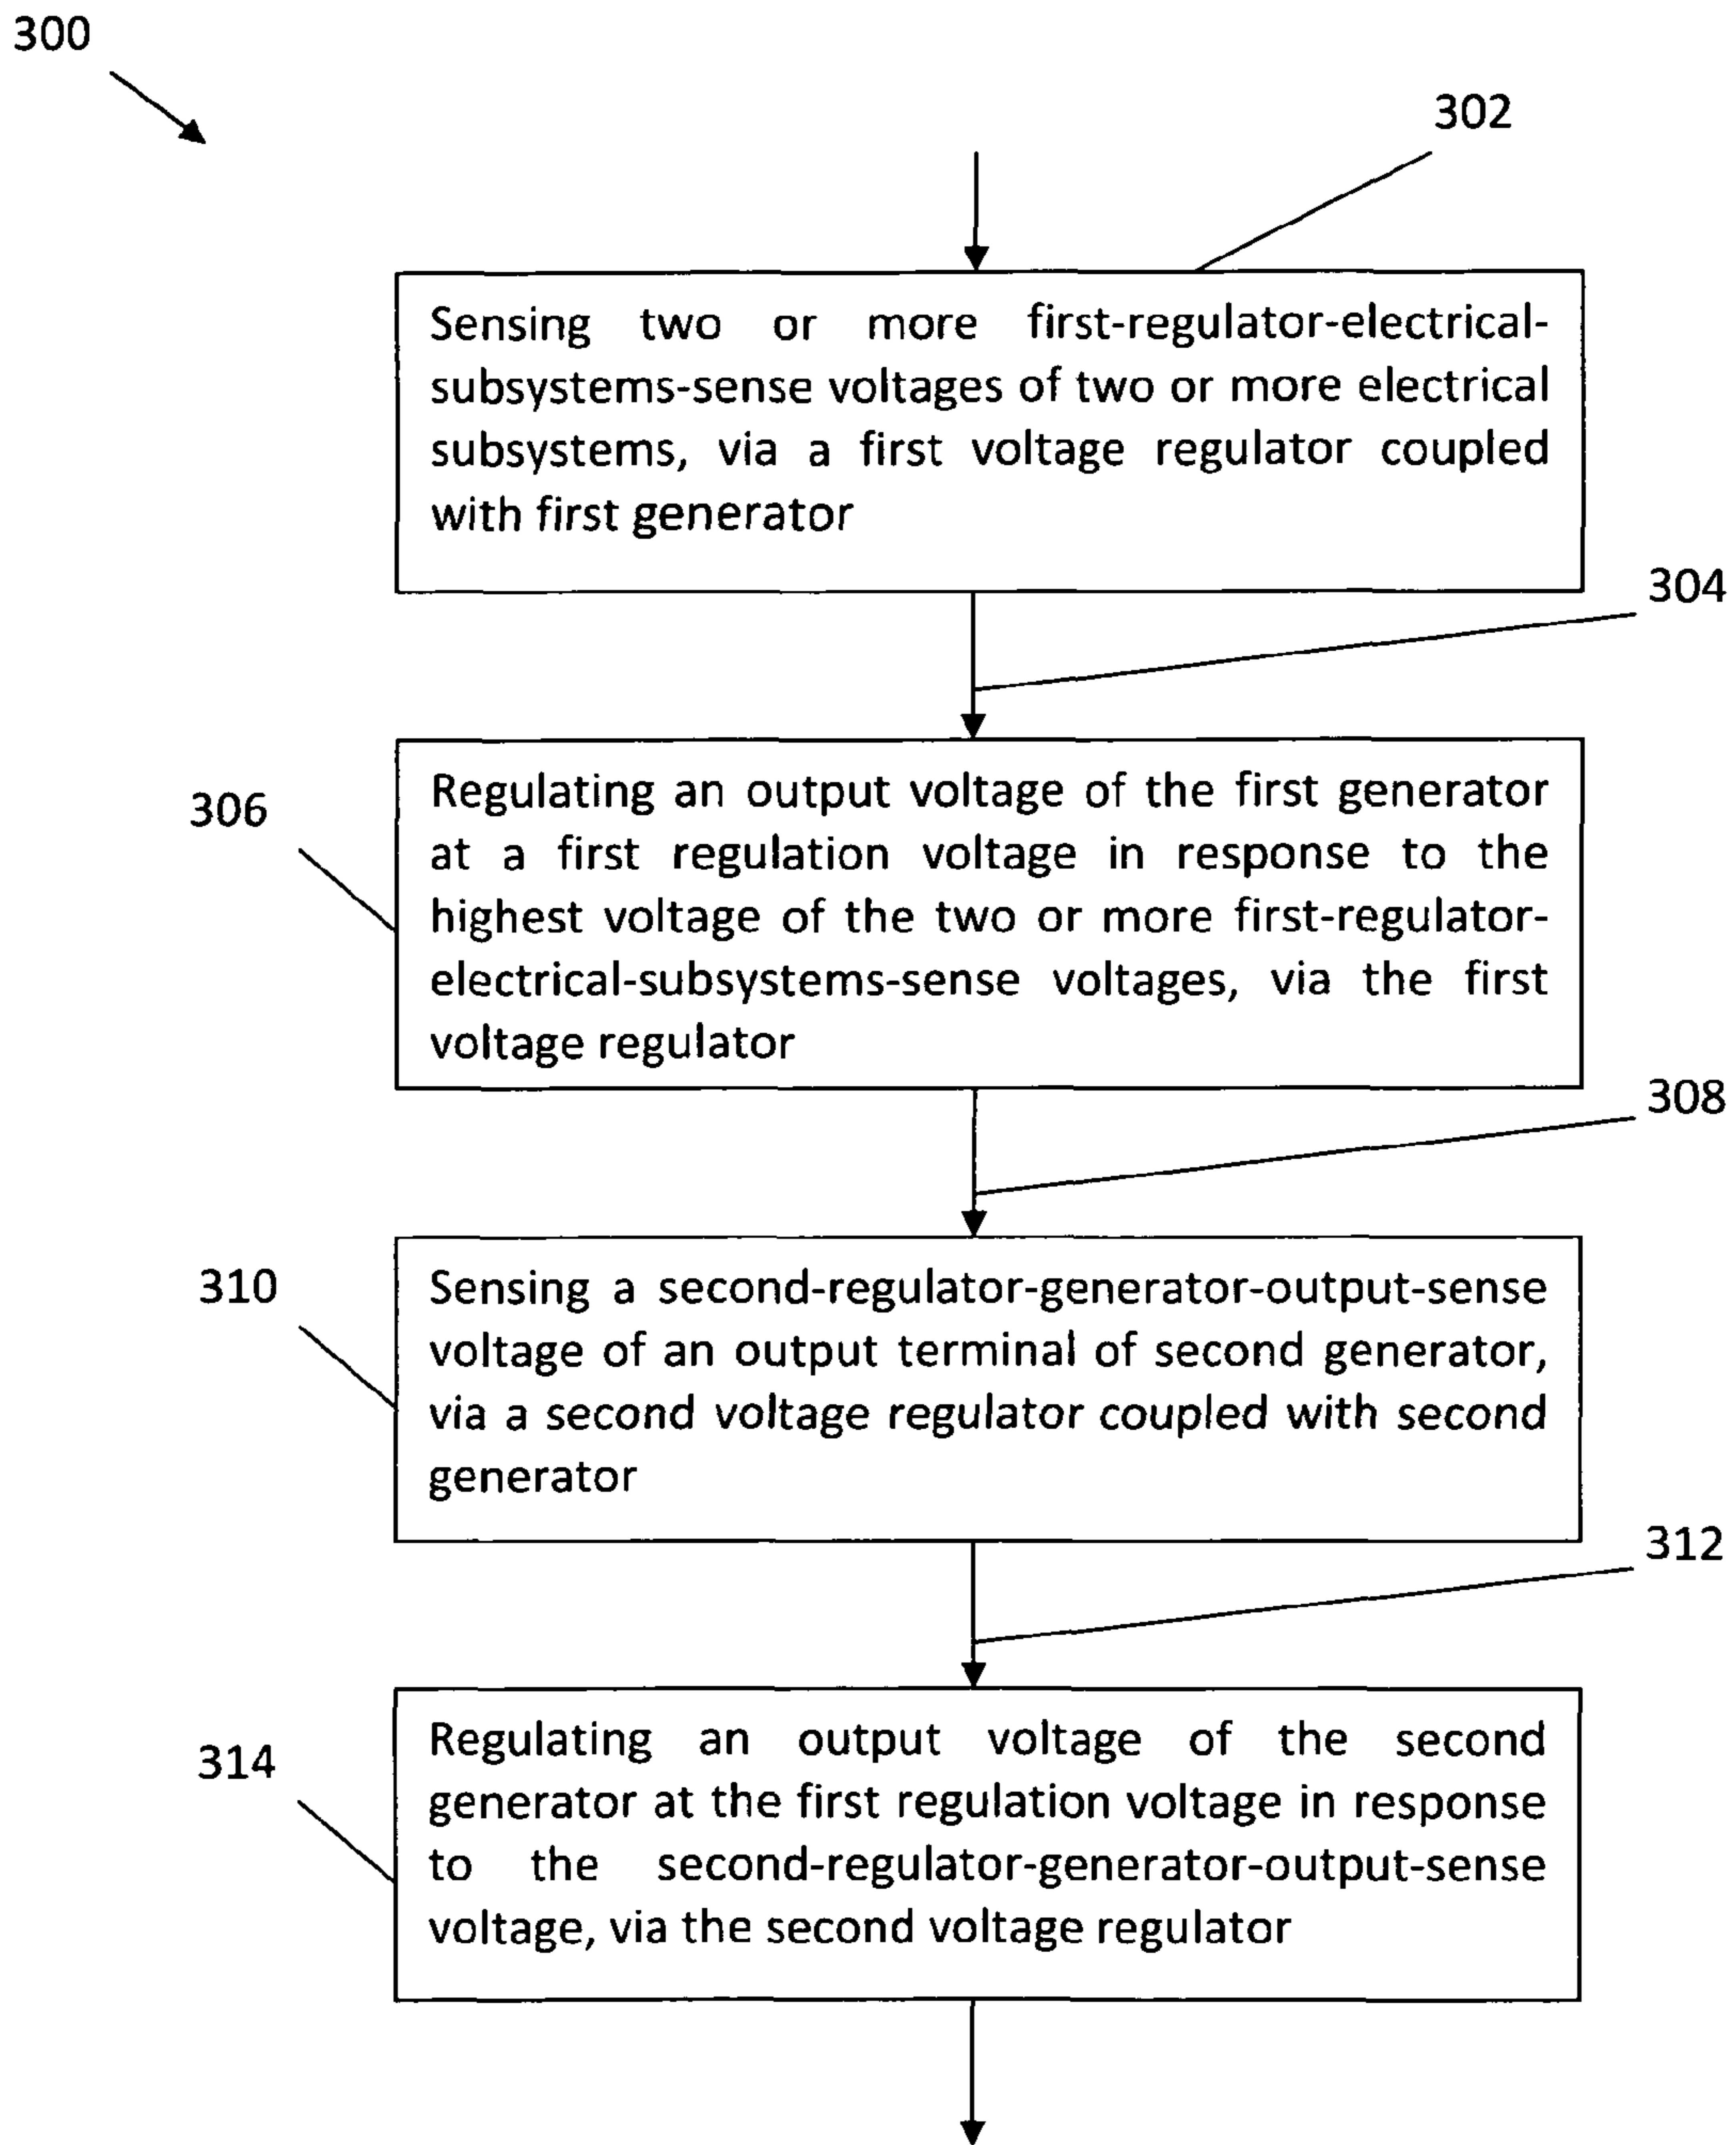 300
302
Sensing two or more first-regulator-electrical-
subsystems-sense voltages of two or more electrical
subsystems, via a first voltage regulator coupled
with first generator
304
306
Regulating an output voltage of the first generator
at a first regulation voltage in response to the
highest voltage of the two or more first-regulator-
electrical-subsystems-sense voltages, via the first
voltage regulator
308
310
Sensing a second-regulator-generator-output-sense
voltage of an output terminal of second generator,
via a second voltage regulator coupled with second
generator
312
314
Regulating an output voltage of the second
generator at the first regulation voltage in response
to the second-regulator-generator-output-sense
voltage, via the second voltage regulator